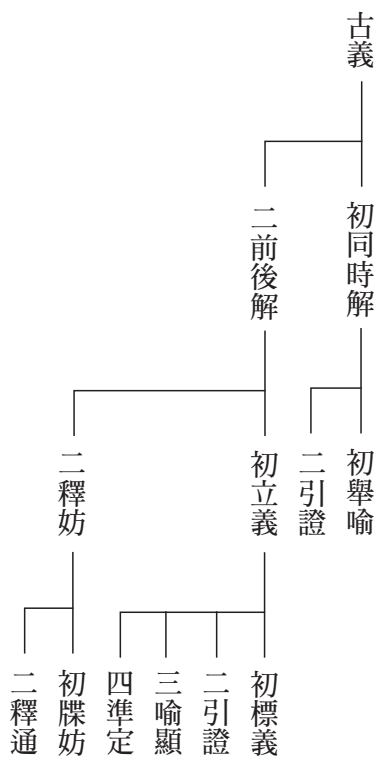 古義
初同時解
初舉喻
二引證
二前後解
初立義
初標義
二引證
三喻顯
四準定
二釋妨
初牒妨
二釋通